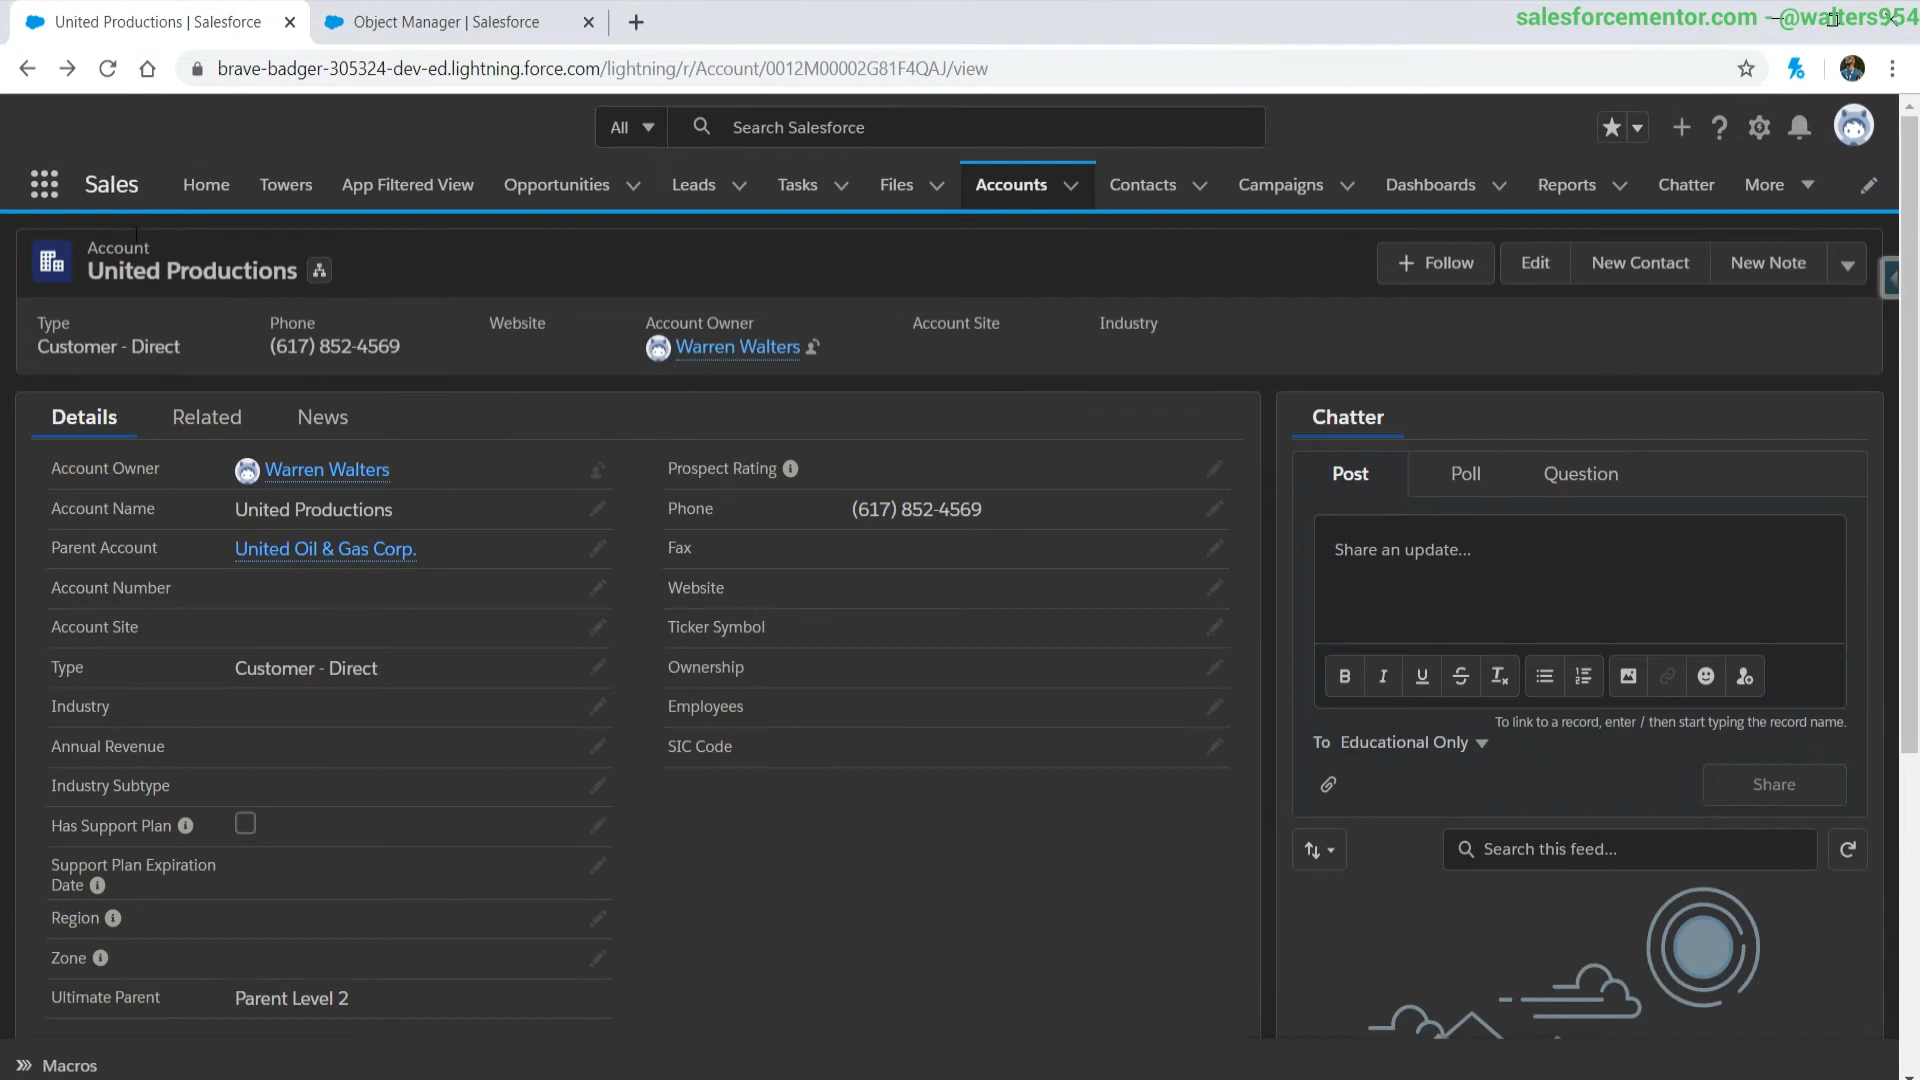 United Productions | Salesforce
Object Manager | Salesforce
salesforcementor.com - @walters954
brave-badger-305324-dev-ed.lightning.force.com/lightning/r/Account/0012M00002G81F4QAJ/view
All
Search Salesforce
Sales
Home
Towers
App Filtered View
Opportunities
Leads
Tasks
Files
Accounts
Contacts
Campaigns
Dashboards
Reports
Chatter
More
Account
United Productions
Follow
Edit
New Contact
New Note
Type
Customer - Direct
Phone
(617) 852-4569
Website
Account Owner
Warren Walters
Account Site
Industry
Details
Related
News
Account Owner
Warren Walters
Account Name
United Productions
Parent Account
United Oil & Gas Corp.
Account Number
Account Site
Type
Customer - Direct
Industry
Annual Revenue
Industry Subtype
Has Support Plan
Support Plan Expiration
Date
Region
Zone
Ultimate Parent
Parent Level 2
Prospect Rating
Phone
(617) 852-4569
Fax
Website
Ticker Symbol
Ownership
Employees
SIC Code
Chatter
Post
Poll
Question
Share an update...
To link to a record, enter / then start typing the record name.
To Educational Only
Share
Search this feed...
Macros